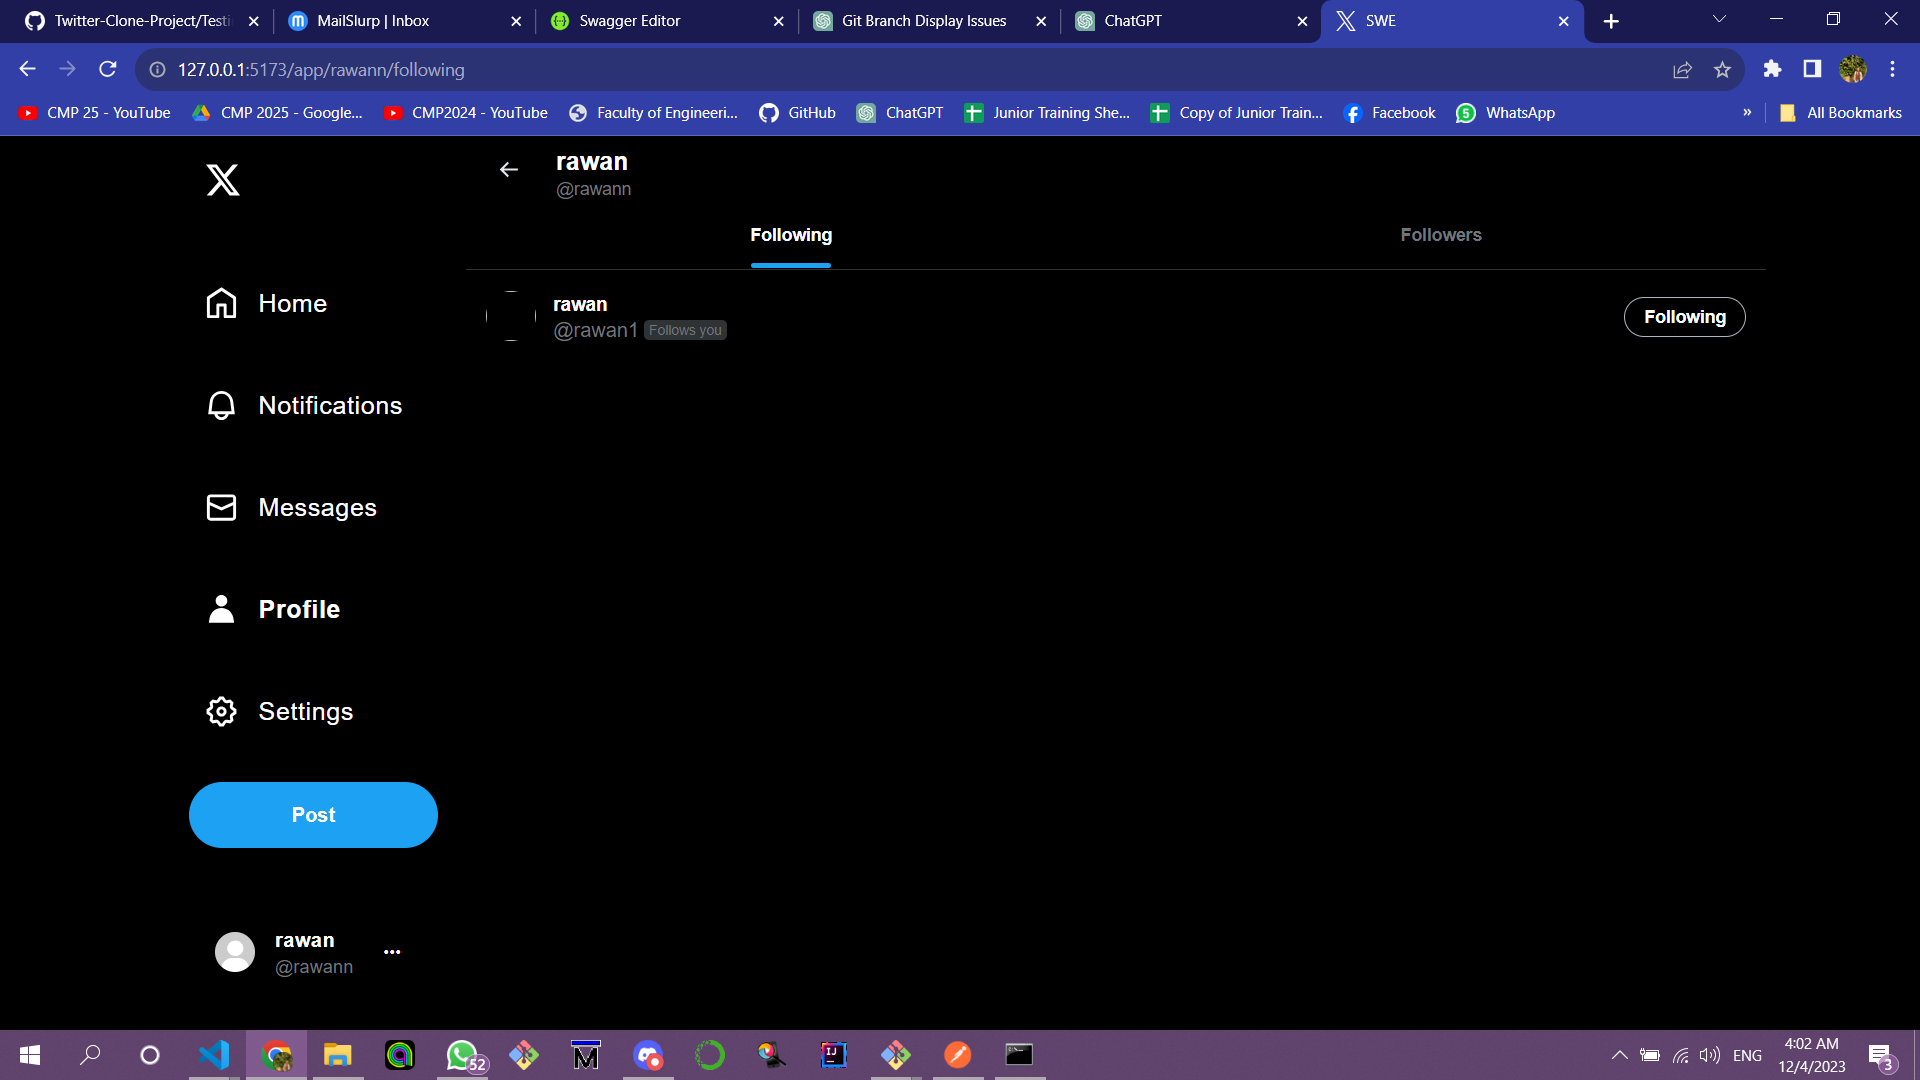 Twitter-Clone-Project/Testi
MailSlurp | Inbox
Swagger Editor
Git Branch Display Issues
ChatGPT
SWE
127.0.0.1:5173/app/rawann/following
CMP 25 - YouTube
CMP 2025 - Google...
CMP2024 - YouTube
Faculty of Engineeri...
GitHub
ChatGPT
Junior Training She...
Copy of Junior Train...
Facebook
WhatsApp
All Bookmarks
rawan
@rawann
Following
Followers
rawan
@rawan1 Follows you
Following
Home
Notifications
Messages
Profile
Settings
Post
rawan
@rawann
52
ENG
4:02 AM
12/4/2023
3